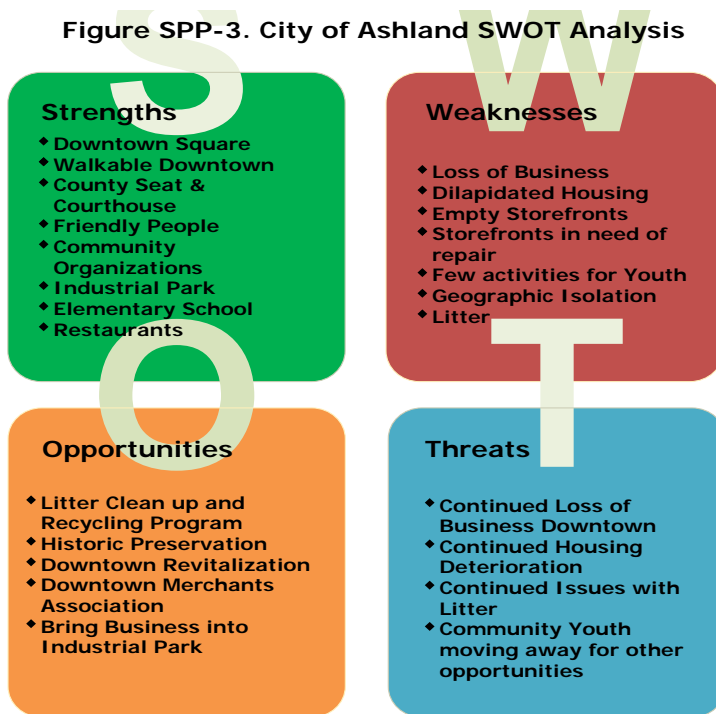 Figure SPP-3. City of Ashland SWOT Analysis
S
Strengths
◆ Downtown Square
◆ Walkable Downtown
◆ County Seat &
Courthouse
◆ Friendly People
◆ Community
Organizations
◆ Industrial Park
◆ Elementary School
◆ Restaurants
W
Weaknesses
◆ Loss of Business
◆ Dilapidated Housing
◆ Empty Storefronts
◆ Storefronts in need of
repair
◆ Few activities for Youth
◆ Geographic Isolation
◆ Litter
O
Opportunities
◆ Litter Clean up and
Recycling Program
◆ Historic Preservation
◆ Downtown Revitalization
◆ Downtown Merchants
Association
◆ Bring Business into
Industrial Park
T
Threats
◆ Continued Loss of
Business Downtown
◆ Continued Housing
Deterioration
◆ Continued Issues with
Litter
◆ Community Youth
moving away for other
opportunities